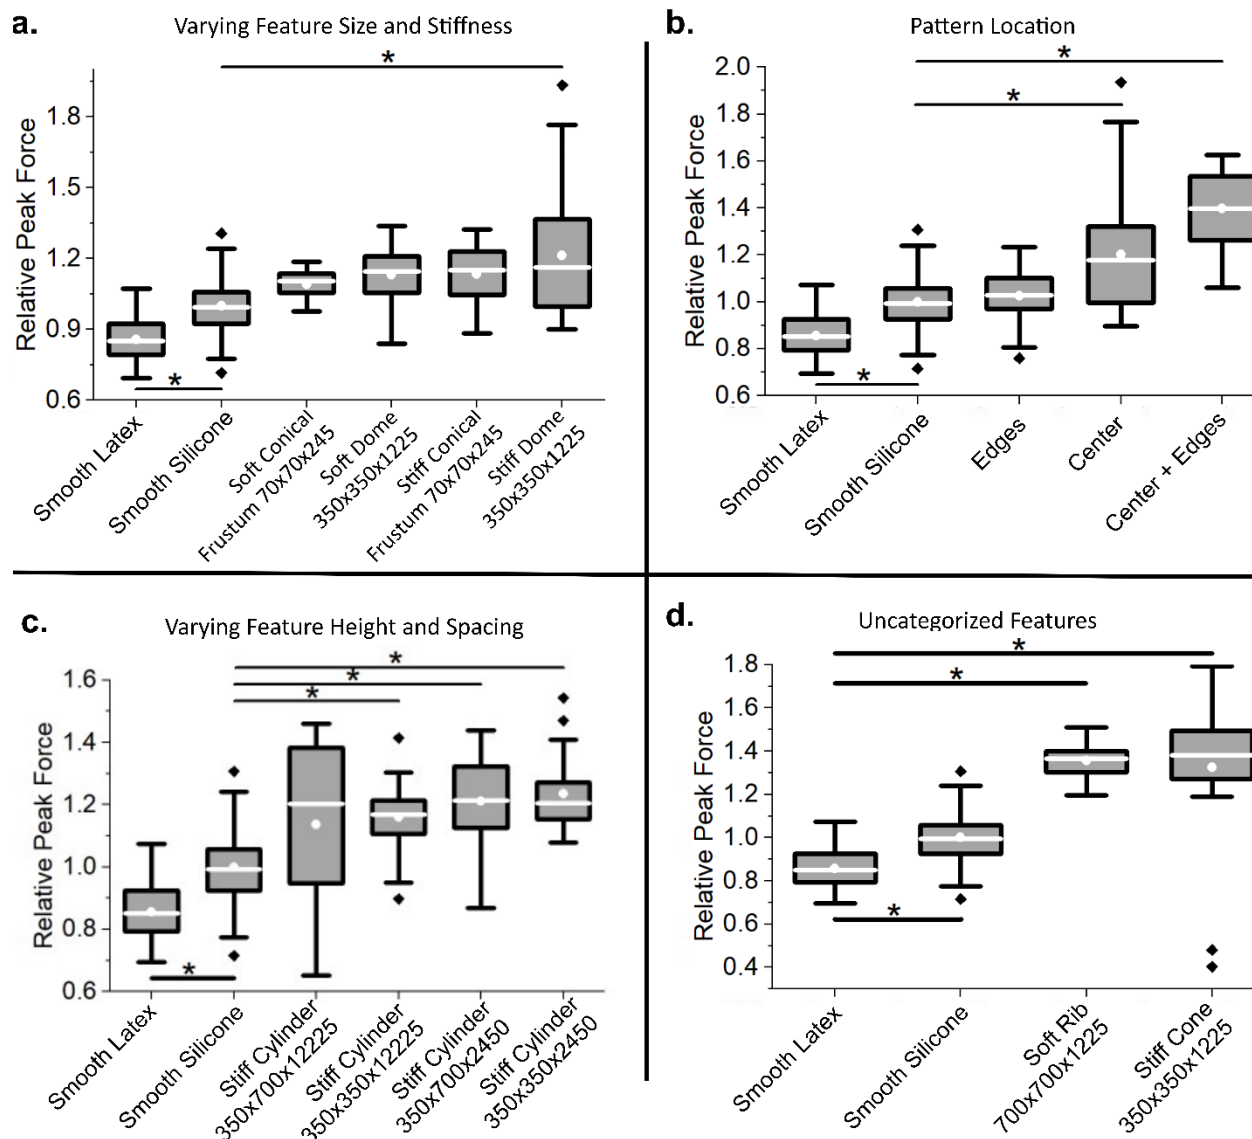 a.
Varying Feature Size and Stiffness
*
*
Relative Peak Force
1.8
1.5
1.2
0.9
0.6
Smooth Latex
Smooth Silicone
Soft Conical
Frustum 70x70x245
Soft Dome
350x350x1225
Stiff Conical
Frustum 70x70x245
Stiff Dome
350x350x1225
b.
Pattern Location
*
*
*
Relative Peak Force
2.0
1.8
1.6
1.4
1.2
1.0
0.8
0.6
Smooth Latex
Smooth Silicone
Edges
Center
Center + Edges
c.
Varying Feature Height and Spacing
*
*
*
*
Relative Peak Force
1.6
1.4
1.2
1.0
0.8
0.6
Smooth Latex
Smooth Silicone
Stiff Cylinder
350x700x12225
Stiff Cylinder
350x350x12225
Stiff Cylinder
350x700x2450
Stiff Cylinder
350x350x2450
d.
Uncategorized Features
*
*
*
Relative Peak Force
1.8
1.6
1.4
1.2
1.0
0.8
0.6
0.4
Smooth Latex
Smooth Silicone
Soft Rib
700x700x1225
Stiff Cone
350x350x1225